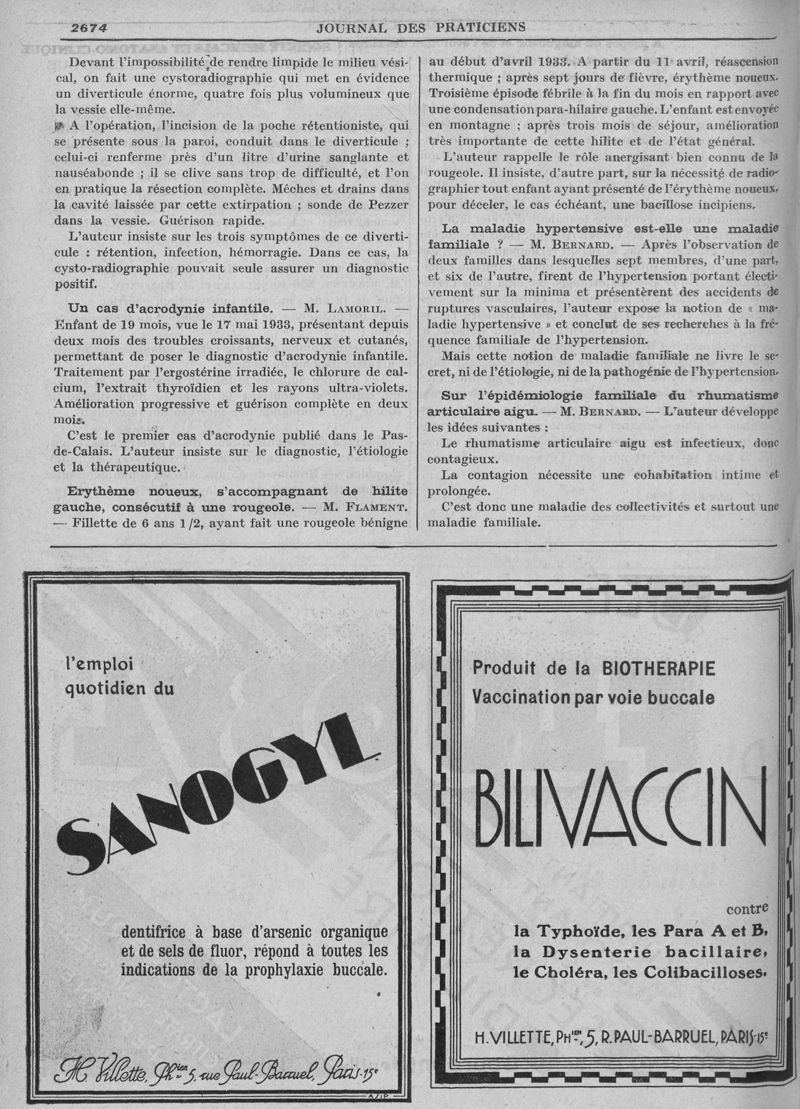 2674
JOURNAL DES PRATICIENS
Devant l'impossibilité de rendre limpide le milieu vési-
cal, on fait une cystoradiographie qui met en évidence
un diverticule énorme, quatre fois plus volumineux que
la vessie elle-même.
A l'opération, l'incision de la poche rétentioniste, qui
se présente sous la paroi, conduit dans le diverticule ;
celui-ci renferme près d'un litre d'urine sanglante et
nauséabonde ; il se clive sans trop de difficulté, et l'on
en pratique la résection complète. Mêches et drains dans
la cavité laissée par cette extirpation ; sonde de Pezzer
dans la vessie. Guérison rapide.
L'auteur insiste sur les trois symptômes de ce diverti-
cule : rétention, infection, hémorragie. Dans ce cas, la
cysto-radiographie pouvait seule assurer un diagnostic
positif.
Un cas d'acrodynie infantile. — M. LAMORIL. —
Enfant de 19 mois, vue le 17 mai 1933, présentant depuis
deux mois des troubles croissants, nerveux et cutanés,
permettant de poser le diagnostic d'acrodynie infantile.
Traitement par l'ergostérine irradiée, le chlorure de cal-
cium, l'extrait thyroïdien et les rayons ultra-violets.
Amélioration progressive et guérison complète en deux
mois.
C'est le premier cas d'acrodynie publié dans le Pas-
de-Calais. L'auteur insiste sur le diagnostic, l'étiologie
et la thérapeutique.
Erythème noueux, s'accompagnant de hilite
gauche, consécutif à une rougeole. — M. FLAMENT.
— Fillette de 6 ans 1/2, ayant fait une rougeole bénigne
au début d'avril 1933. A partir du 11 avril, réascension
thermique ; après sept jours de fièvre, érythème noueux.
Troisième épisode fébrile à la fin du mois en rapport avec
une condensation para-hilaire gauche. L'enfant est envoyée
en montagne ; après trois mois de séjour, amélioration
très importante de cette hilite et de l'état général.
L'auteur rappelle le rôle anergisant bien connu de la
rougeole. Il insiste, d'autre part, sur la nécessité de radio-
graphier tout enfant ayant présenté de l'érythème noueux,
pour déceler, le cas échéant, une bacillose incipiens.
La maladie hypertensive est-elle une maladie
familiale ? — M. BERNARD. — Après l'observation de
deux familles dans lesquelles sept membres, d'une part,
et six de l'autre, firent de l'hypertension portant électi-
vement sur la minima et présentèrent des accidents de
ruptures vasculaires, l'auteur expose la notion de « ma-
ladie hypertensive » et conclut de ses recherches à la fré-
quence familiale de l'hypertension.
Mais cette notion de maladie familiale ne livre le se-
cret, ni de l'étiologie, ni de la pathogénie de l'hypertension.
Sur l'épidémiologie familiale du rhumatisme
articulaire aigu. — M. BERNARD. — L'auteur développe
les idées suivantes :
Le rhumatisme articulaire aigu est infectieux, donc
contagieux.
La contagion nécessite une cohabitation intime et
prolongée.
C'est donc une maladie des collectivités et surtout une
maladie familiale.
l'emploi
quotidien du
SANOGYL
dentifrice à base d'arsenic organique
et de sels de fluor, répond à toutes les
indications de la prophylaxie buccale.
H. Villette, Phien 5, rue Paul-Barruel, Paris-15e
Produit de la BIOTHERAPIE
Vaccination par voie buccale
BILIVACCIN
contre
la Typhoïde, les Para A et B,
la Dysenterie bacillaire,
le Choléra, les Colibacilloses.
H. VILLETTE, PHien, 5, R. PAUL-BARRUEL, PARIS-15e